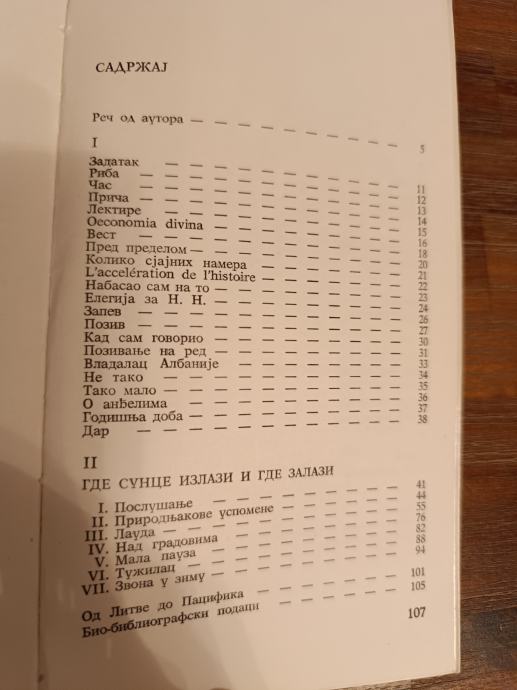 САДРЖАЈ
Реч од аутора — — — — — — — — 5
I
Задатак — — — — — — — — — 11
Риба — — — — — — — — — — 12
Час — — — — — — — — — — 13
Прича — — — — — — — — — — 14
Лектире — — — — — — — — — 15
Oeconomia divina — — — — — — — 16
Вест — — — — — — — — — — 18
Пред пределом — — — — — — — — 20
Колико сјајних намера — — — — — — 21
L'accelération de l'histoire — — — — — — 22
Набасао сам на то — — — — — — — 23
Елегија за Н. Н. — — — — — — — 24
Запев — — — — — — — — — 26
Позив — — — — — — — — — 27
Кад сам говорио — — — — — — — 30
Позивање на ред — — — — — — — 31
Владалац Албаније — — — — — — — 33
Не тако — — — — — — — — — 34
Тако мало — — — — — — — — — 35
О анђелима — — — — — — — — 36
Годишња доба — — — — — — — — 37
Дар — — — — — — — — — — 38
II
ГДЕ СУНЦЕ ИЗЛАЗИ И ГДЕ ЗАЛАЗИ
I. Послушање — — — — — — — — 41
II. Природњакове успомене — — — — — 44
III. Лауда — — — — — — — — 55
IV. Над градовима — — — — — — — 76
V. Мала пауза — — — — — — — 82
VI. Тужилац — — — — — — — — 88
VII. Звона у зиму — — — — — — — 94
Од Литве до Пацифика — — — — — — 101
Био-библиографски подаци — — — — — 105
107